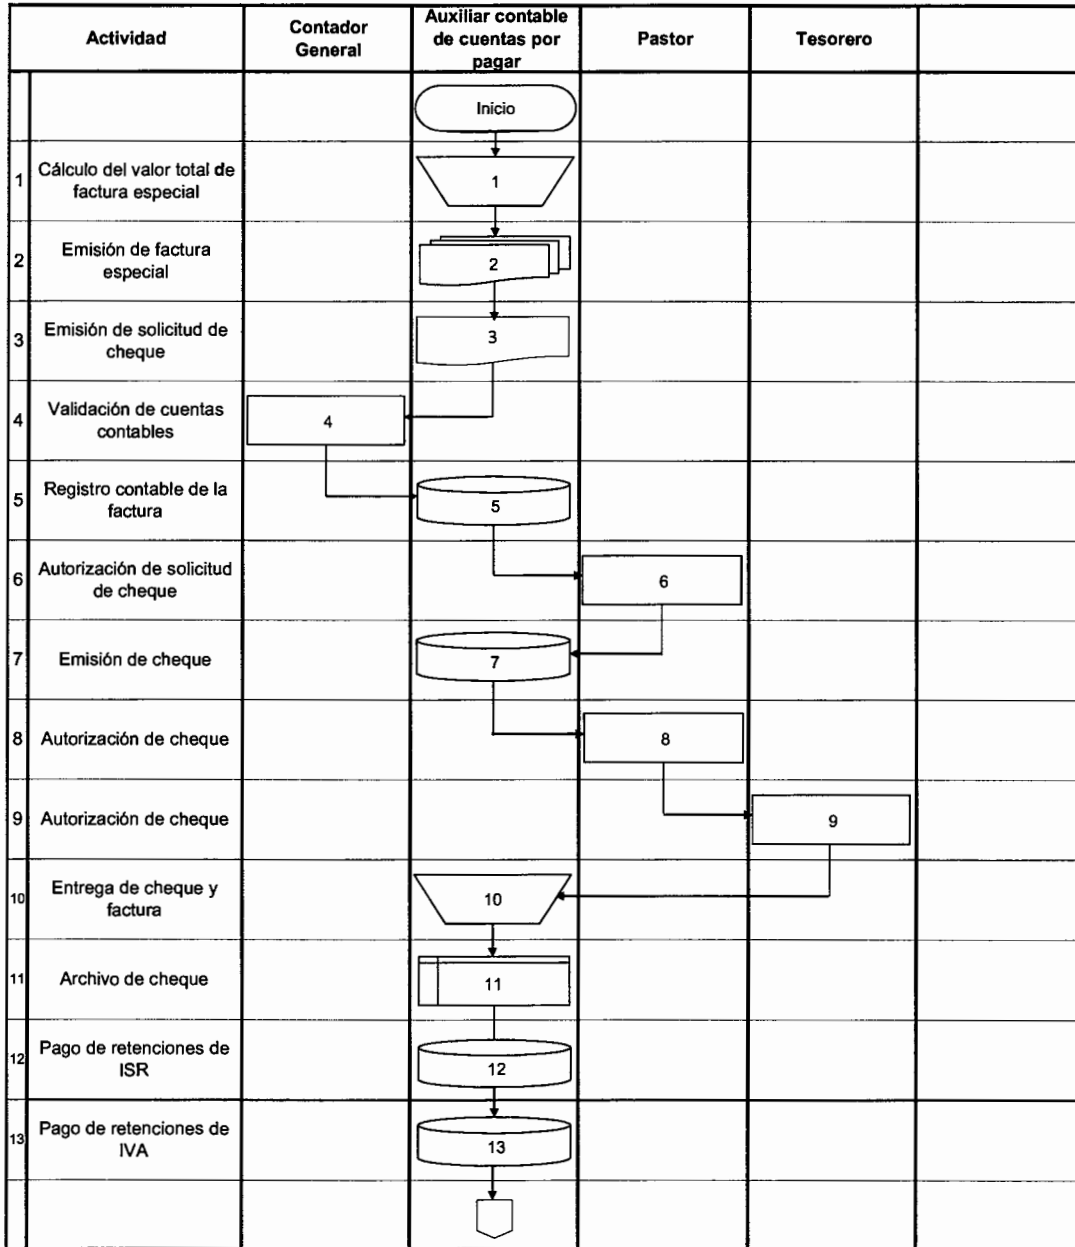 Actividad
Contador
General
Auxiliar contable
de cuentas por
pagar
Pastor
Tesorero
Inicio
1
Cálculo del valor total de
factura especial
1
2
Emisión de factura
especial
2
3
Emisión de solicitud de
cheque
3
4
Validación de cuentas
contables
4
5
Registro contable de la
factura
5
6
Autorización de solicitud
de cheque
6
7
Emisión de cheque
7
8
Autorización de cheque
8
9
Autorización de cheque
9
10
Entrega de cheque y
factura
10
11
Archivo de cheque
11
12
Pago de retenciones de
ISR
12
13
Pago de retenciones de
IVA
13